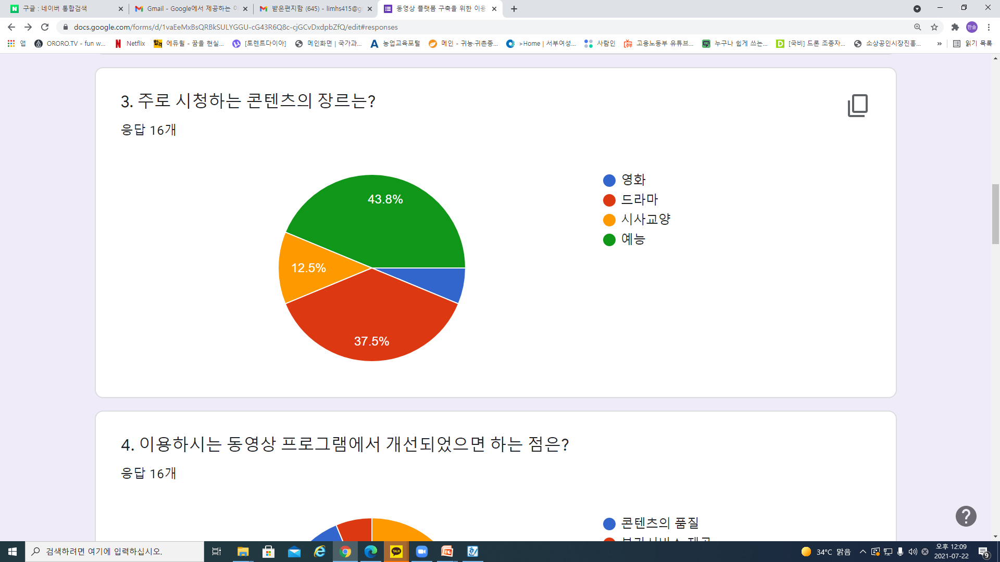 구글 : 네이버 통합검색
Gmail - Google에서 제공하는
받은편지함 (645) - limhs415@g
동영상 플랫폼 구축을 위한 이용
docs.google.com/forms/d/1vaEeMxBsQRBkSULYGGU-cG43R6Q8c-cjGCvDxdpbZfQ/edit#responses
한솔
앱
ORORO.TV - fun w...
Netflix
에듀윌 - 꿈을 현실...
[토렌트다이아]
메인화면 | 국가과...
농업교육포털
메인 - 귀농·귀촌종...
>Home | 서부여성...
사람인
고용노동부 유튜브...
누구나 쉽게 쓰는...
[국비] 드론 조종자...
소상공인시장진흥...
»
읽기 목록
3. 주로 시청하는 콘텐츠의 장르는?
응답 16개
43.8%
12.5%
37.5%
영화
드라마
시사교양
예능
4. 이용하시는 동영상 프로그램에서 개선되었으면 하는 점은?
응답 16개
콘텐츠의 품질
검색하려면 여기에 입력하십시오.
TALK
34°C 맑음
오후 12:09
2021-07-22
9